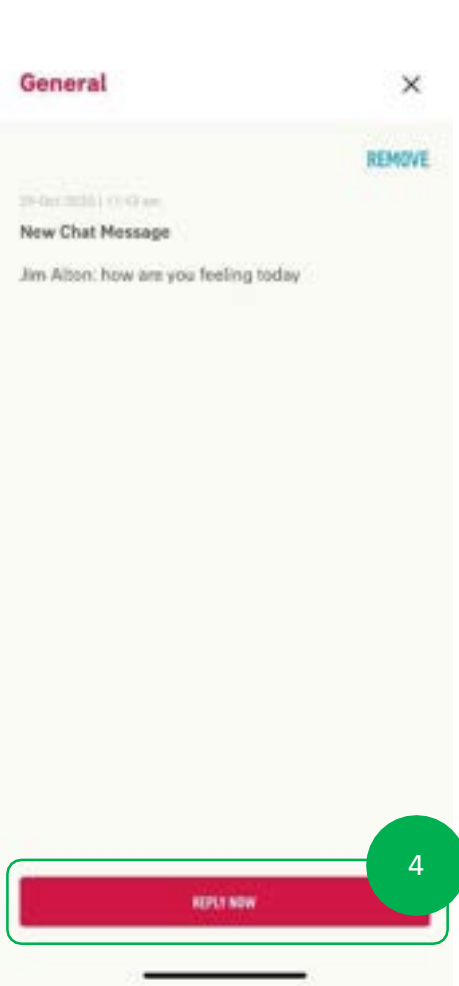 General
REMOVE
New Chat Message
Jim Alton: how are you feeling today
4
REPLY NOW